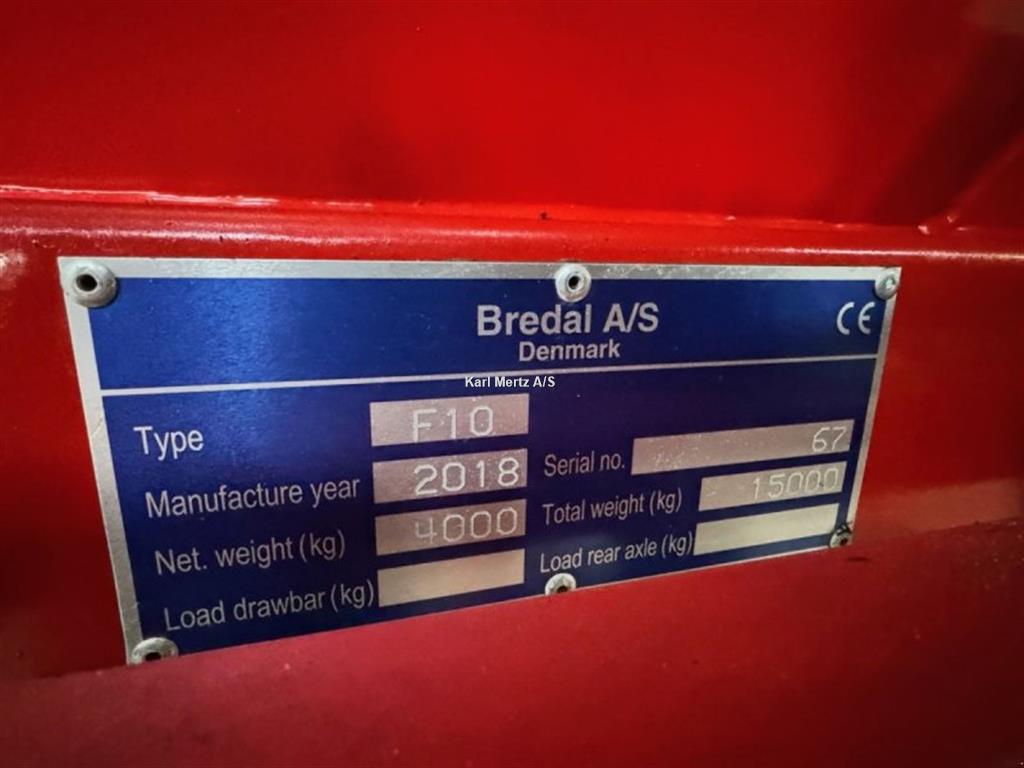 Bredal A/S
CE
Denmark
Karl Mertz A/S
Type F10
Manufacture year 2018
Serial no. 67
Net. weight (kg) 4000
Total weight (kg) 15000
Load drawbar (kg)
Load rear axle (kg)